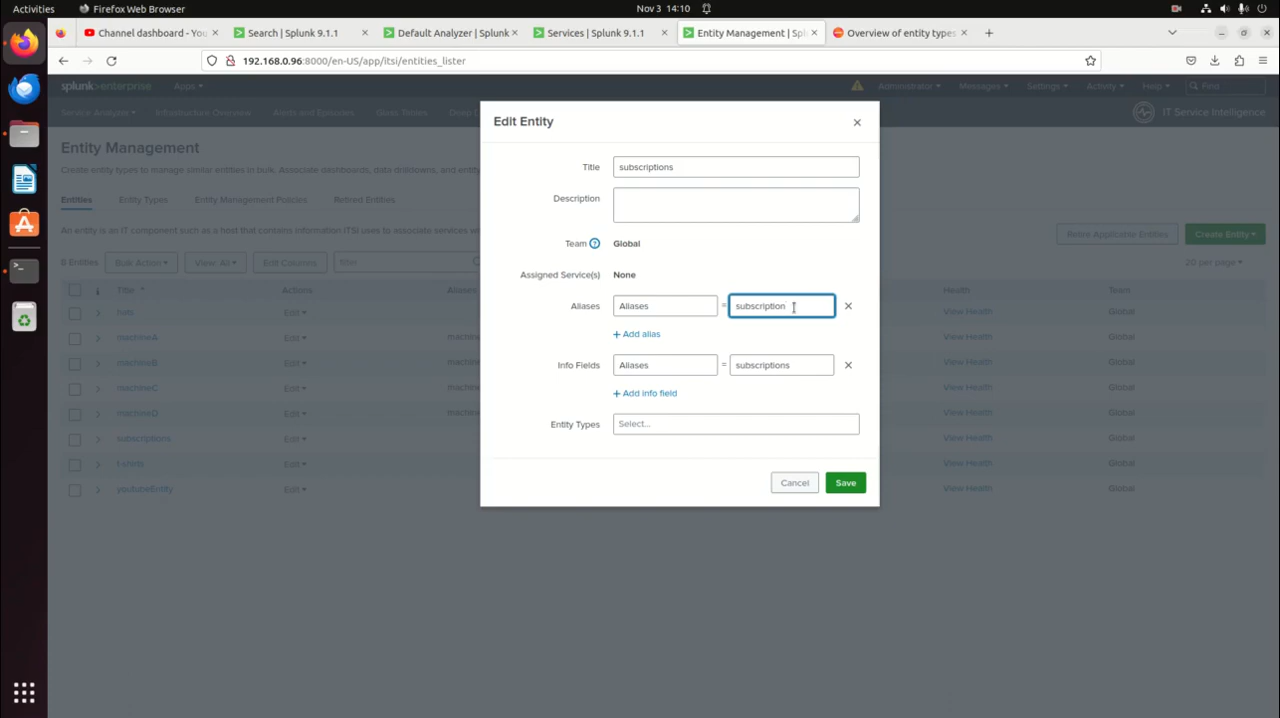 Activities Firefox Web Browser Nov 3 14:10
Channel dashboard - You Search | Splunk 9.1.1 Default Analyzer | Splunk Services | Splunk 9.1.1 Entity Management | Spl Overview of entity types
192.168.0.96:8000/en-US/app/itsi/entities_lister
splunk>enterprise Apps Administrator Messages Settings Activity Help Find
Service Analyzer Infrastructure Overview Alerts and Episodes Glass Tables Deep IT Service Intelligence
Edit Entity
Entity Management
Create entity types to manage similar entities in bulk. Associate dashboards, data drilldowns, and entity
Title subscriptions
Description
Entities Entity Types Entity Management Policies Retired Entities
An entity is an IT component such as a host that contains information ITSI uses to associate services
Retire Applicable Entities Create Entity
Team ? Global
Bulk Action View: All Edit Columns filter 20 per page
Assigned Service(s) None
i Title Actions Aliases Health Team
Aliases Aliases = subscription
Edit View Health Global
+ Add alias
machineA Edit machine View Health Global
machineB Edit machine View Health Global
Info Fields Aliases = subscriptions
machineC Edit machine View Health Global
+ Add info field
machineD Edit machine View Health Global
Entity Types Select...
subscriptions Edit View Health Global
t-shirts Edit View Health Global
youtubeEntity Edit View Health Global
Cancel Save